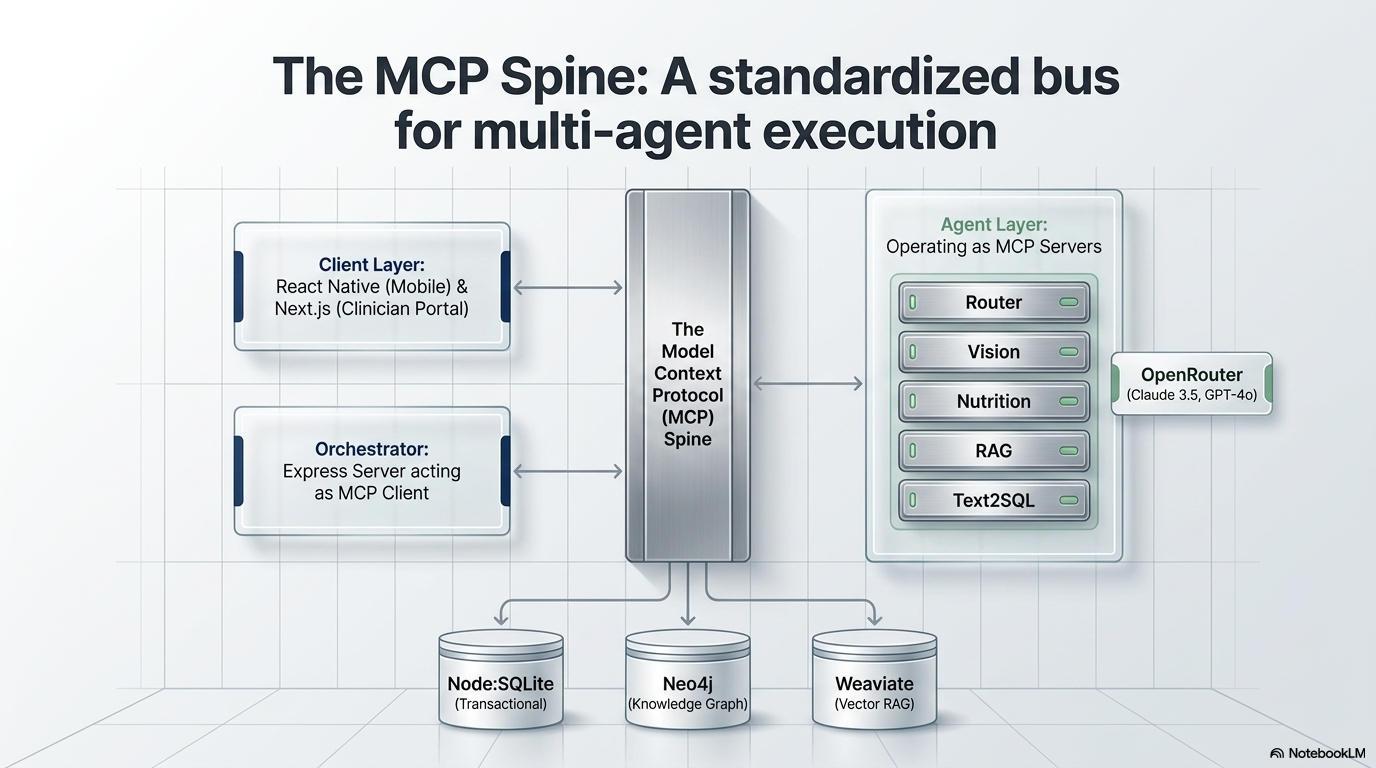 The MCP Spine: A standardized bus
for multi-agent execution
Client Layer:
React Native (Mobile) &
Next.js (Clinician Portal)
Orchestrator:
Express Server acting
as MCP Client
The
Model
Context
Protocol
(MCP)
Spine
Agent Layer:
Operating as MCP Servers
Router
Vision
Nutrition
RAG
Text2SQL
OpenRouter
(Claude 3.5, GPT-4o)
Node:SQLite
(Transactional)
Neo4j
(Knowledge Graph)
Weaviate
(Vector RAG)
NotebookLM